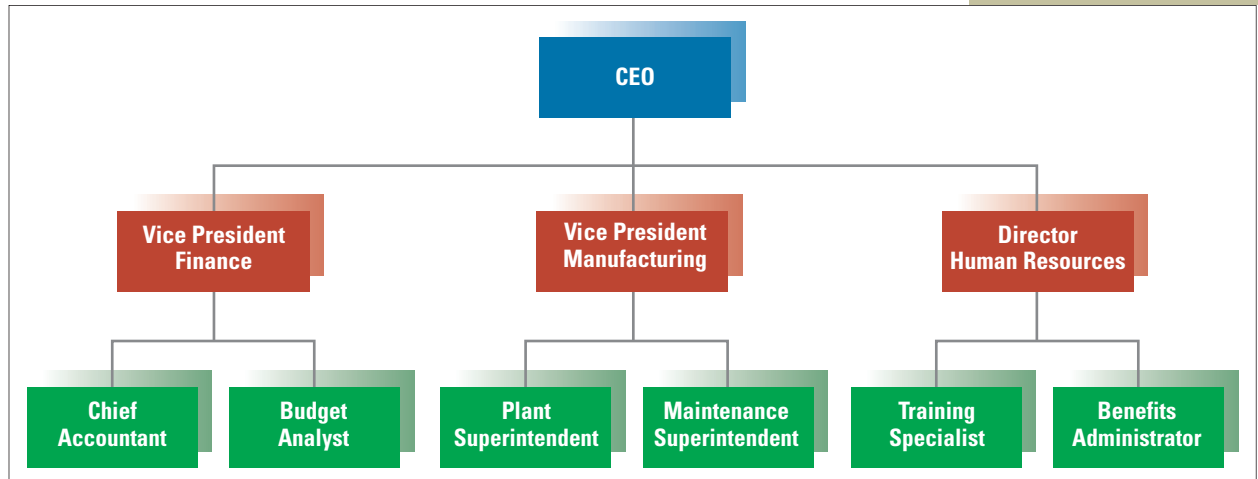 CEO
Vice President
Finance
Vice President
Manufacturing
Director
Human Resources
Chief
Accountant
Budget
Analyst
Plant
Superintendent
Maintenance
Superintendent
Training
Specialist
Benefits
Administrator